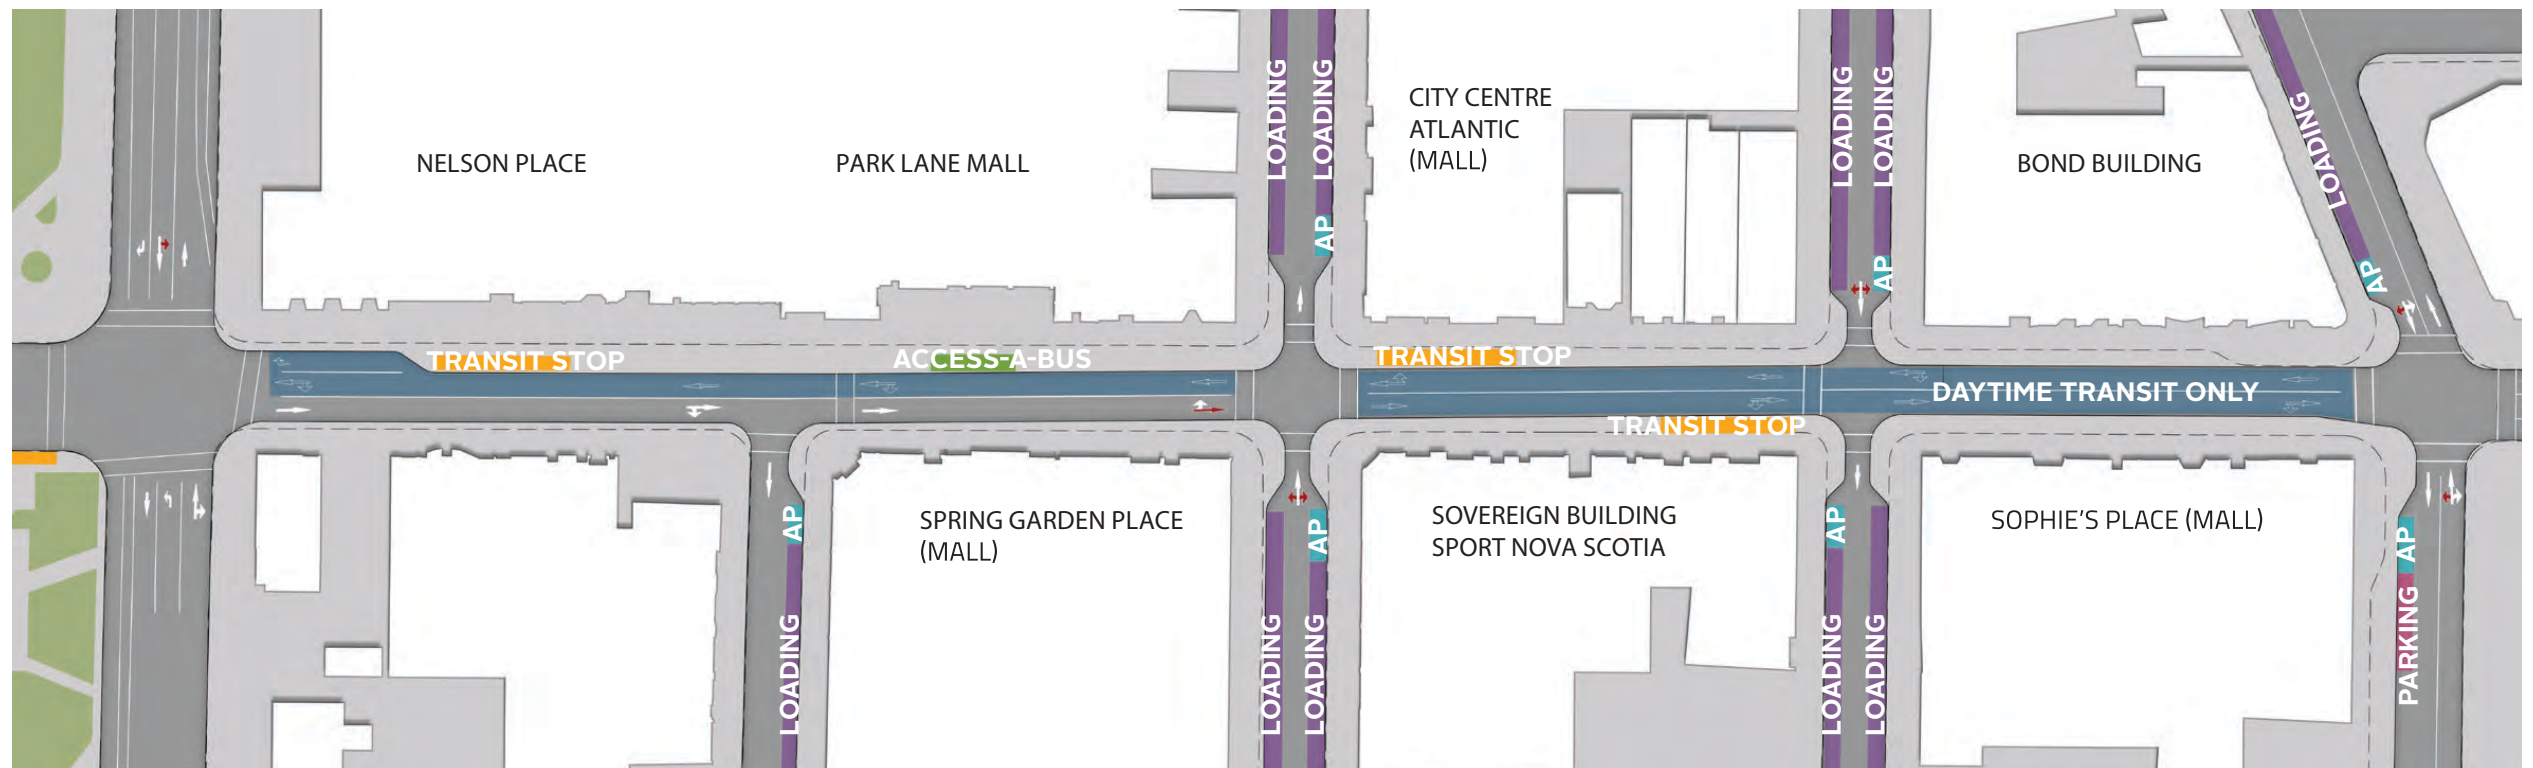 LOADING
LOADING
CITY CENTRE
ATLANTIC
(MALL)
LOADING
LOADING
LOADING
NELSON PLACE
PARK LANE MALL
BOND BUILDING
AP
AP
AP
TRANSIT STOP
ACCESS-A-BUS
TRANSIT STOP
DAYTIME TRANSIT ONLY
TRANSIT STOP
AP
SPRING GARDEN PLACE
(MALL)
AP
SOVEREIGN BUILDING
SPORT NOVA SCOTIA
AP
SOPHIE'S PLACE (MALL)
AP
LOADING
LOADING
LOADING
LOADING
LOADING
PARKING